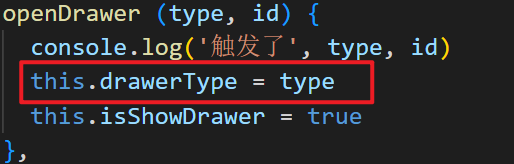 openDrawer (type, id) {
console.log('触发了', type, id)
this.drawerType = type
this.isShowDrawer = true
},